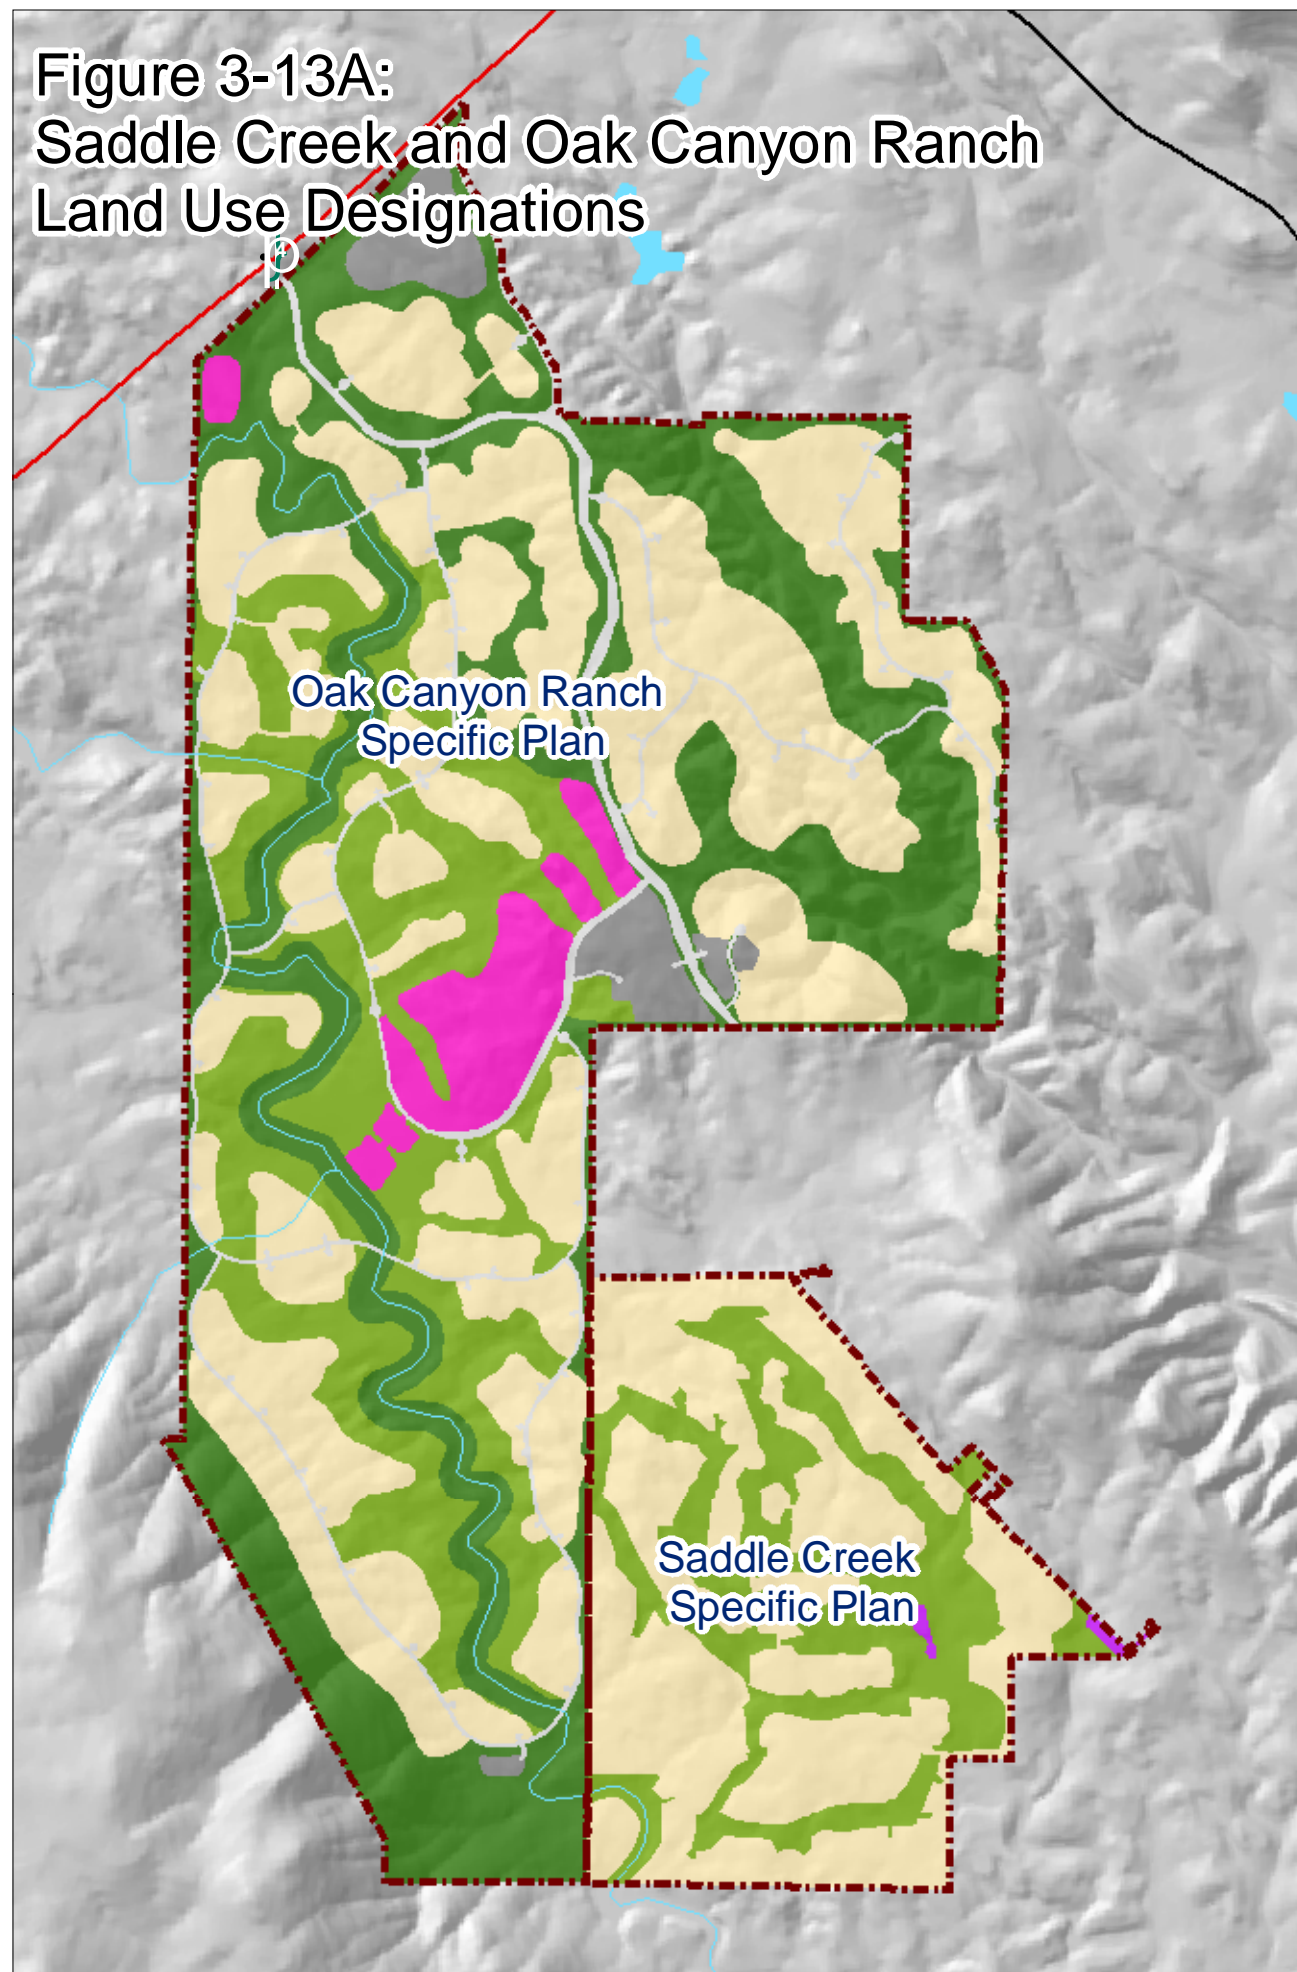 Figure 3-13A:
Saddle Creek and Oak Canyon Ranch
Land Use Designations
p
4
Oak Canyon Ranch
Specific Plan
Saddle Creek
Specific Plan